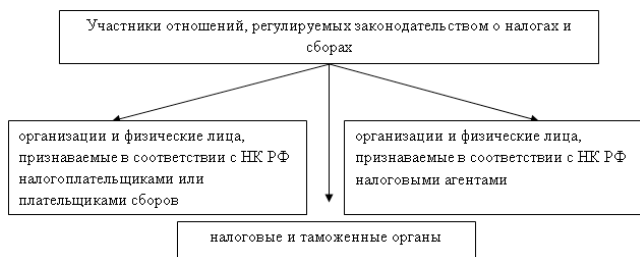 Участники отношений, регулируемых законодательством о налогах и
сборах
организации и физические лица,
признаваемые в соответствии с НК РФ
налогоплательщиками или
плательщиками сборов
организации и физические лица,
признаваемые в соответствии с НК РФ
налоговыми агентами
налоговые и таможенные органы